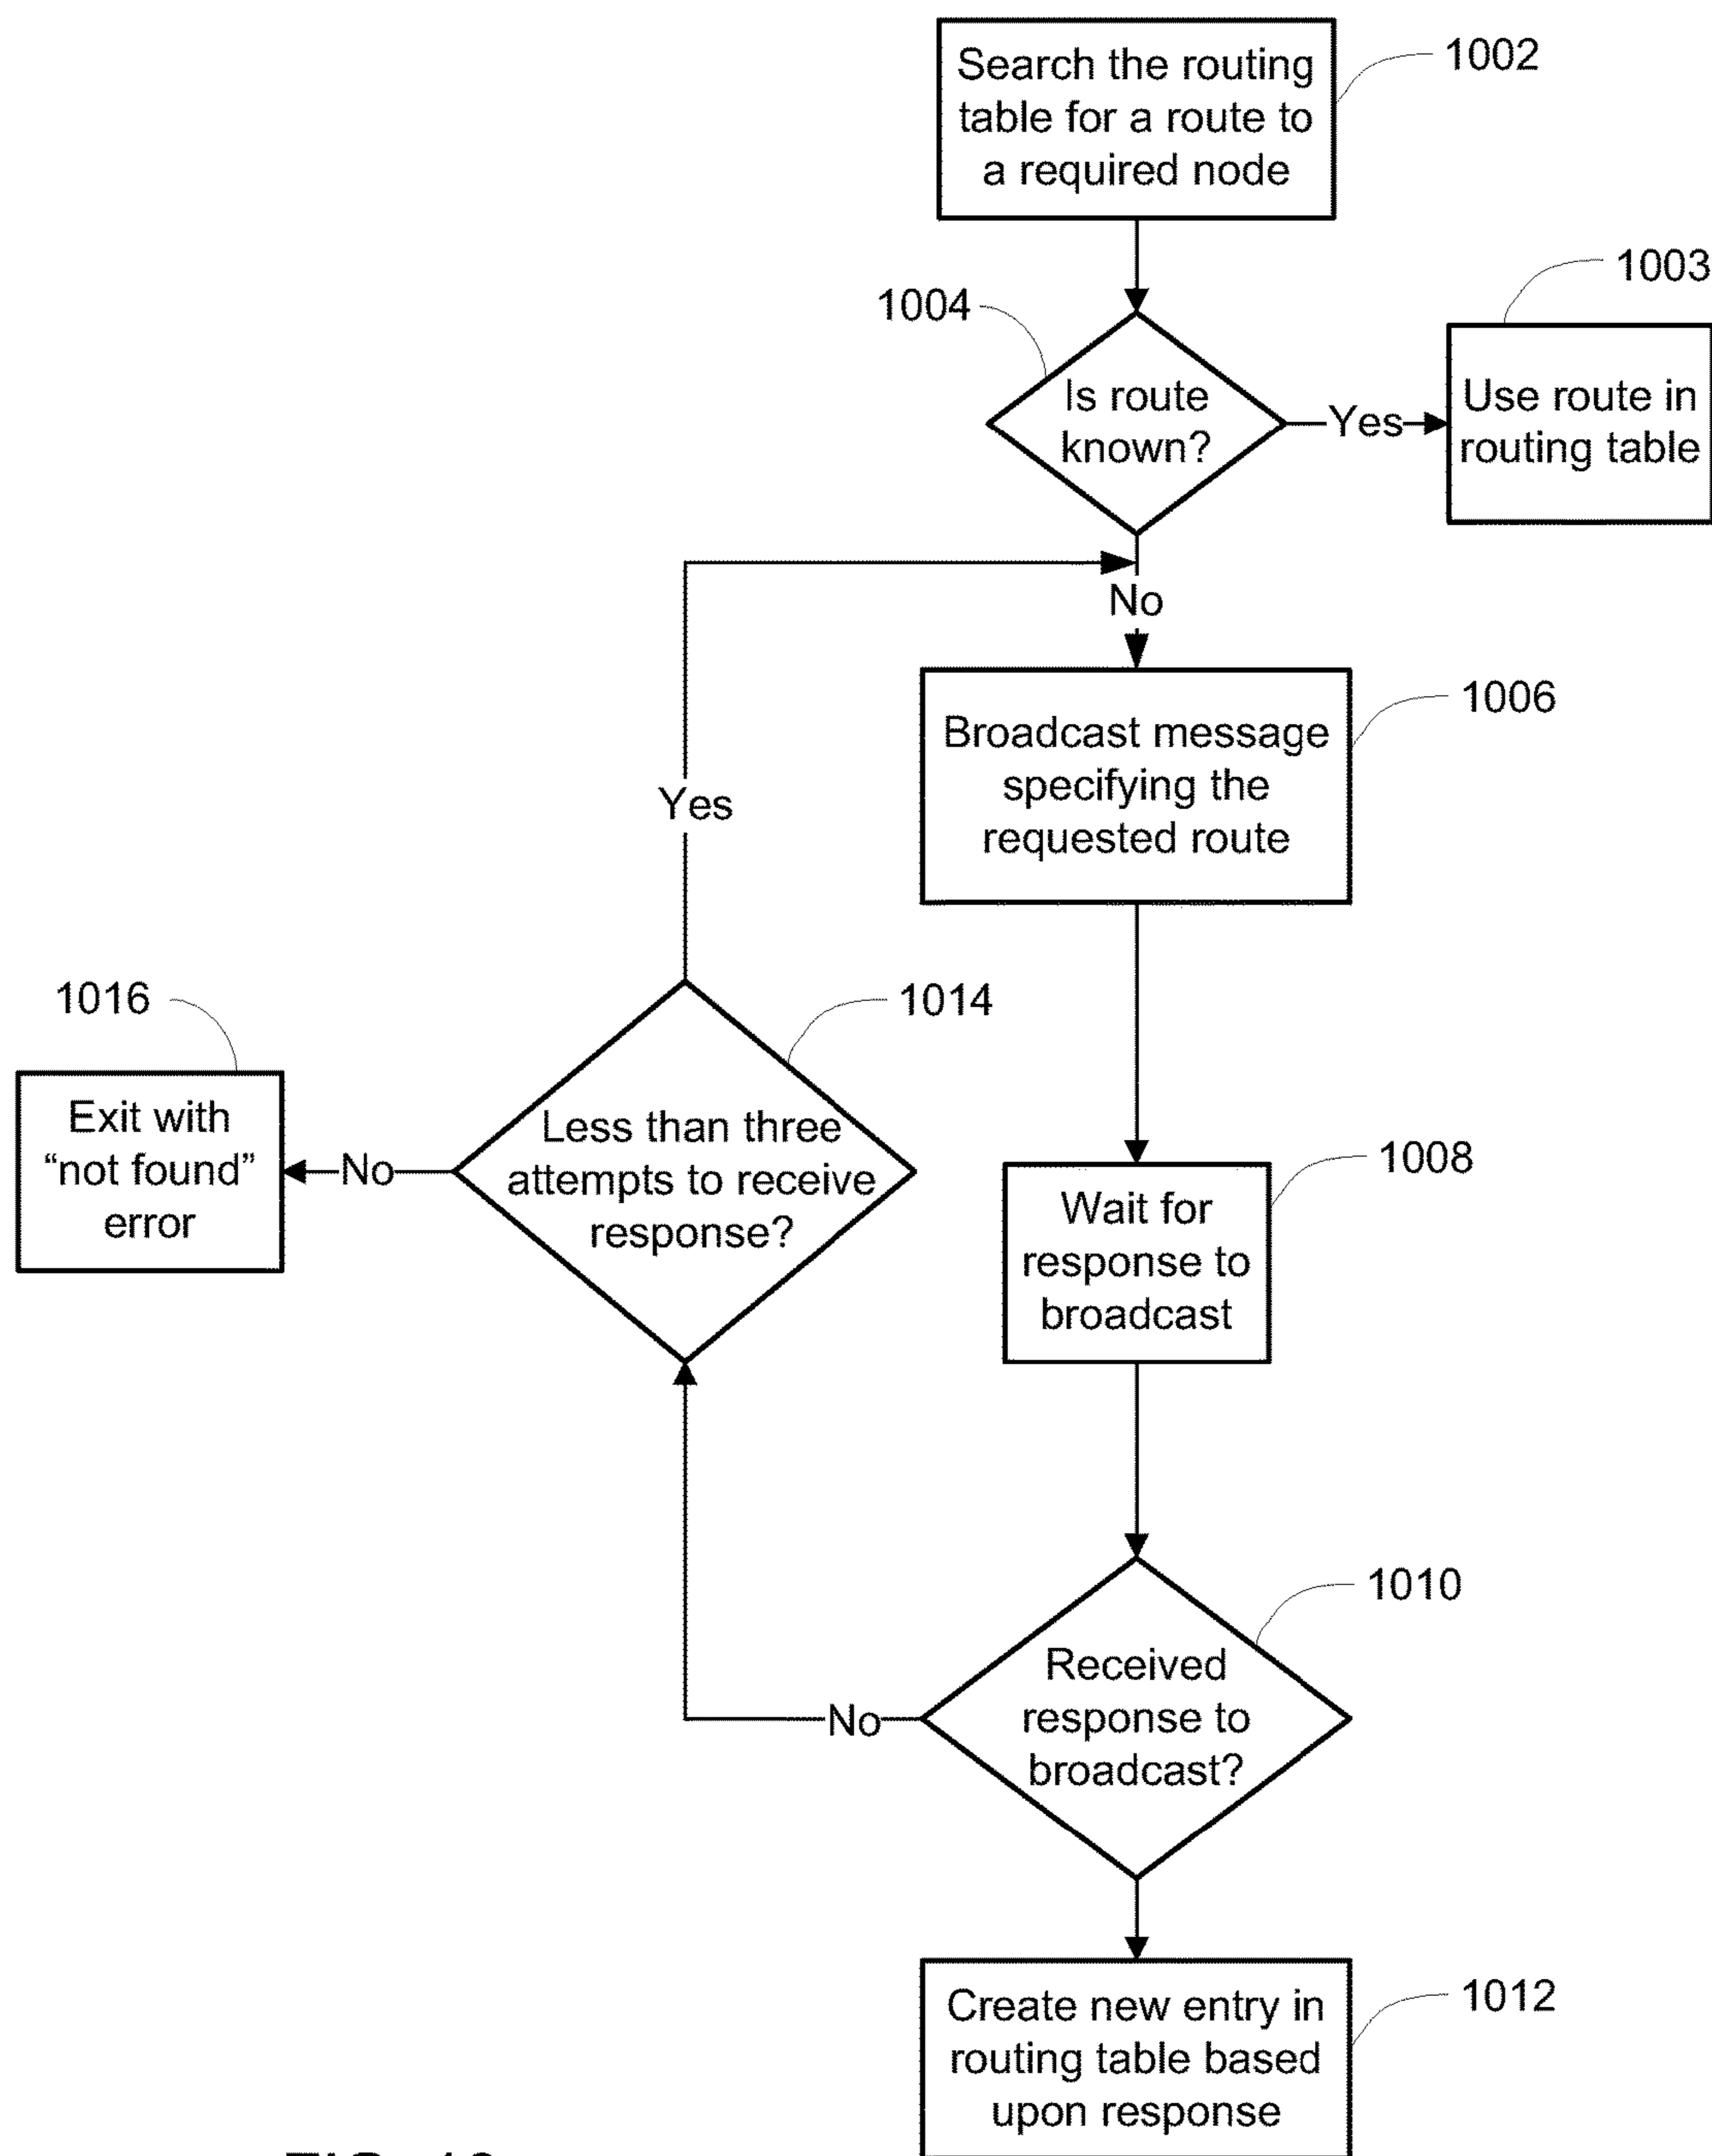 Search the routing
table for a route to
a required node
1002
1003
1004
Is route
known?
Yes
Use route in
routing table
No
1006
Broadcast message
specifying the
requested route
Yes
1016
1014
Exit with
“not found”
error
No
Less than three
attempts to receive
response?
1008
Wait for
response to
broadcast
1010
Received
response to
broadcast?
No
1012
Create new entry in
routing table based
upon response